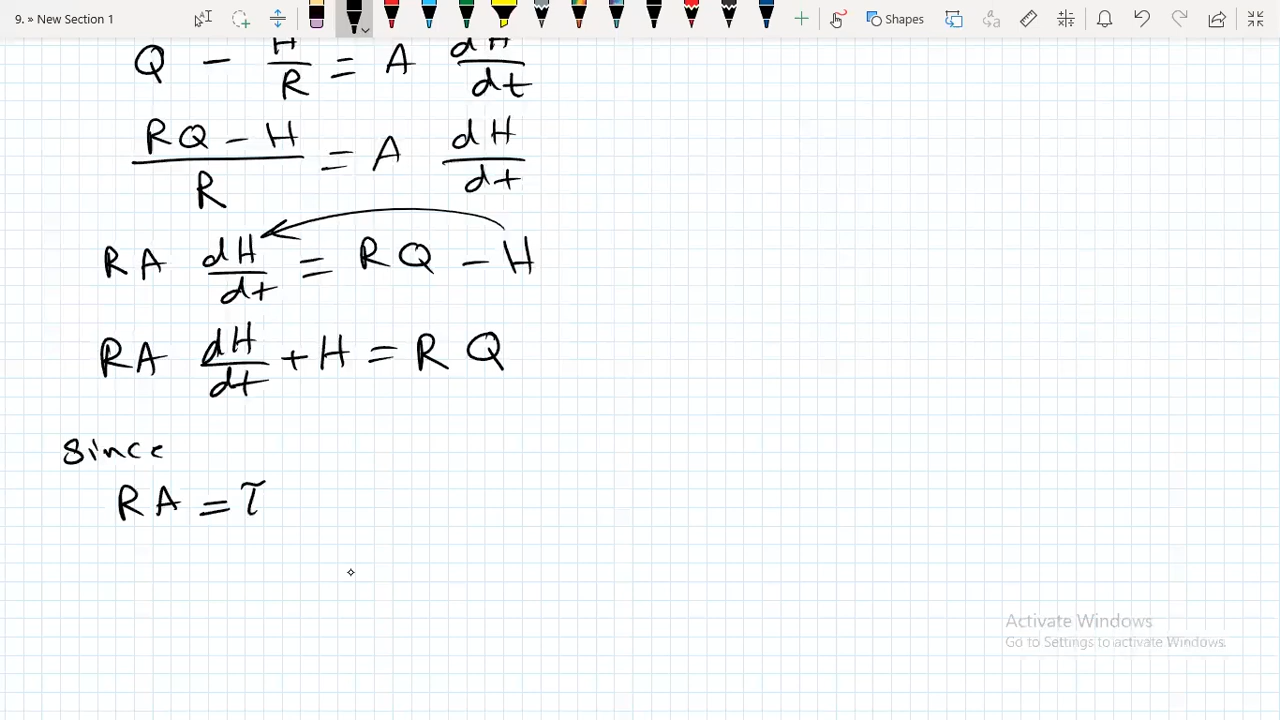 9. » New Section 1
Shapes
Q - H/R = A dH/dt
(RQ - H)/R = A dH/dt
RA dH/dt = RQ - H
RA dH/dt + H = R Q
since
RA = τ
Activate Windows
Go to Settings to activate Windows.